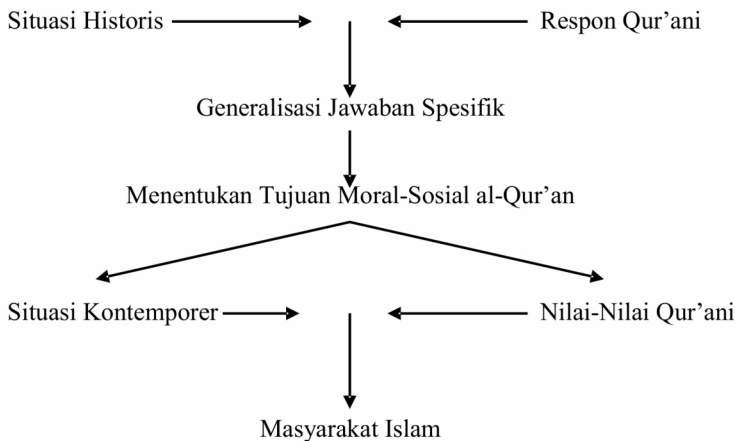 Situasi Historis
Respon Qur’ani
Generalisasi Jawaban Spesifik
Menentukan Tujuan Moral-Sosial al-Qur’an
Situasi Kontemporer
Nilai-Nilai Qur’ani
Masyarakat Islam